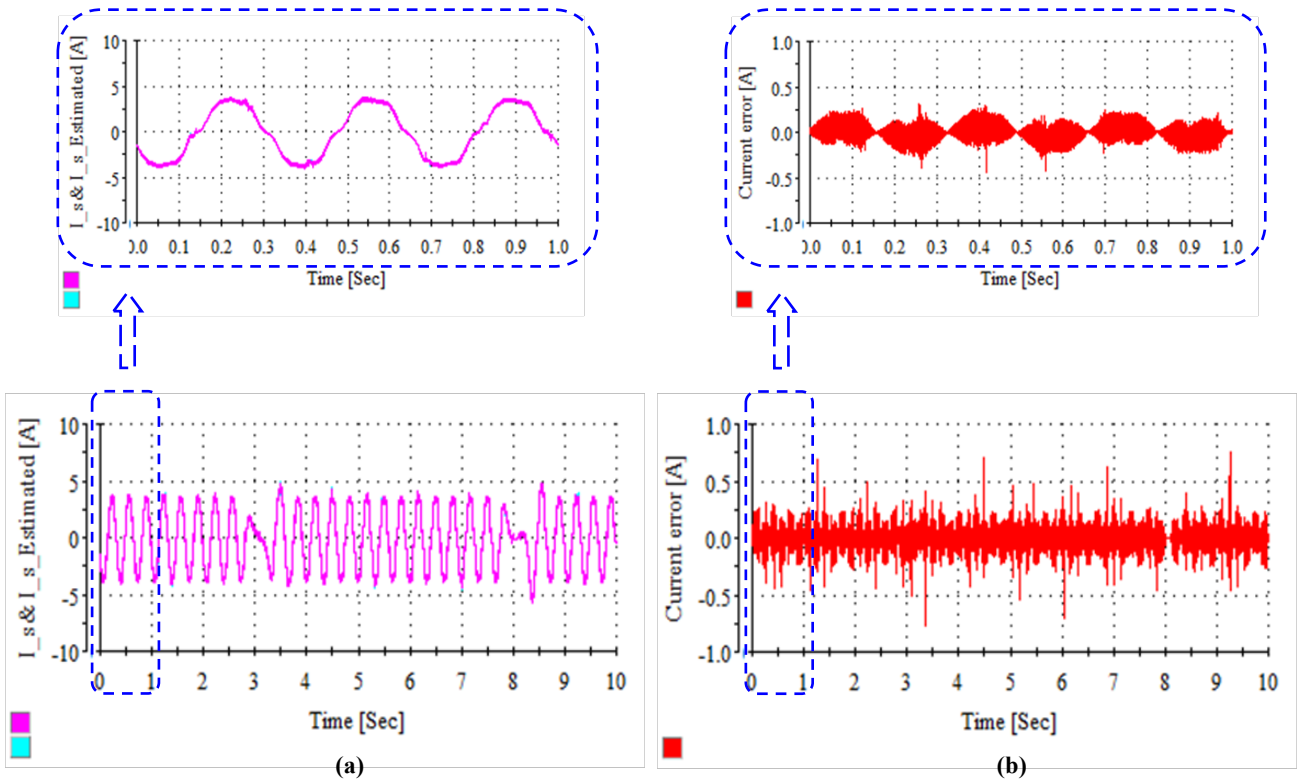 I_s & I_s_Estimated [A]
10
5
0
-5
-10
0.0 0.1 0.2 0.3 0.4 0.5 0.6 0.7 0.8 0.9 1.0
Time [Sec]
Current error [A]
1.0
0.5
0.0
-0.5
-1.0
0.0 0.1 0.2 0.3 0.4 0.5 0.6 0.7 0.8 0.9 1.0
Time [Sec]
I_s & I_s_Estimated [A]
10
5
0
-5
-10
0 1 2 3 4 5 6 7 8 9 10
Time [Sec]
(a)
Current error [A]
1.0
0.5
0.0
-0.5
-1.0
0 1 2 3 4 5 6 7 8 9 10
Time [Sec]
(b)